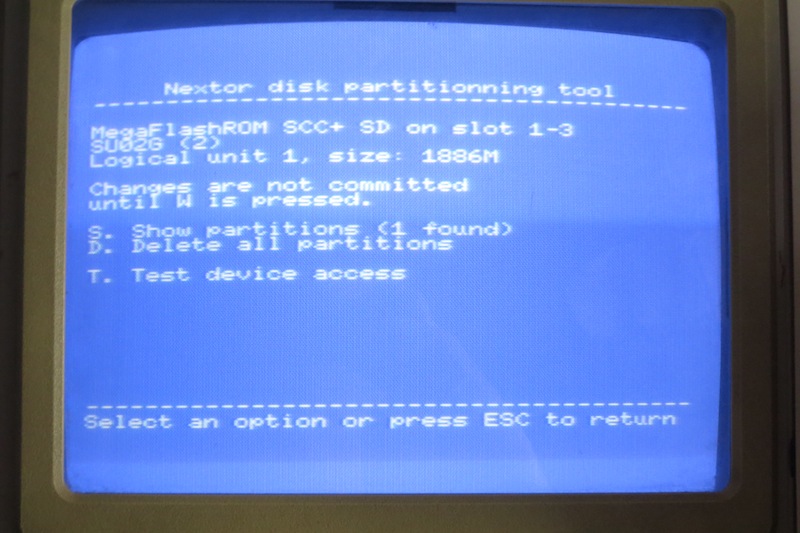 Nextor disk partitionning tool
----------------------------------------
MegaFlashROM SCC+ SD on slot 1-3
SU02G (2)
Logical unit 1, size: 1886M
Changes are not committed
until W is pressed.
S. Show partitions (1 found)
D. Delete all partitions
T. Test device access
----------------------------------------
Select an option or press ESC to return